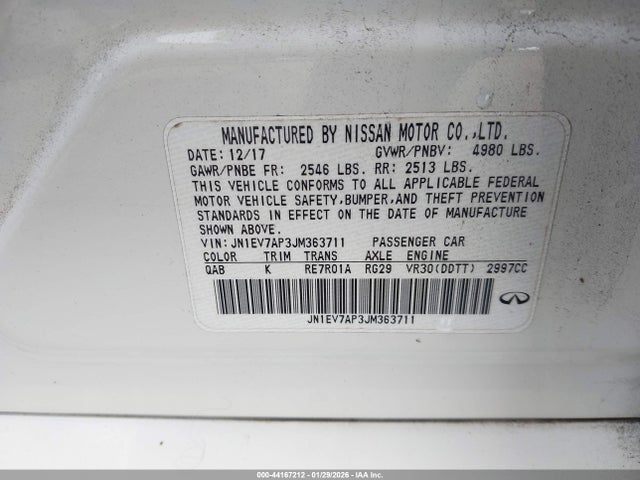 MANUFACTURED BY NISSAN MOTOR CO.,LTD.
DATE: 12/17 GVWR/PNBV: 4980 LBS.
GAWR/PNBE FR: 2546 LBS. RR: 2513 LBS.
THIS VEHICLE CONFORMS TO ALL APPLICABLE FEDERAL
MOTOR VEHICLE SAFETY,BUMPER,AND THEFT PREVENTION
STANDARDS IN EFFECT ON THE DATE OF MANUFACTURE
SHOWN ABOVE.
VIN: JN1EV7AP3JM363711 PASSENGER CAR
COLOR TRIM TRANS AXLE ENGINE
QAB K RE7R01A RG29 VR30(DDTT) 2997CC
JN1EV7AP3JM363711
000-44167212 - 01/29/2026 - IAA Inc.